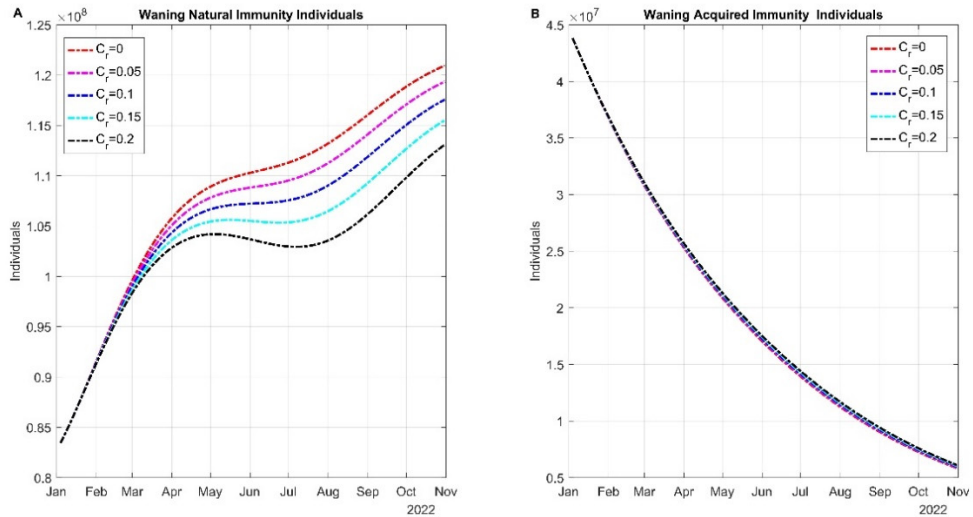 A
Waning Natural Immunity Individuals
×10⁸
1.25
1.2
1.15
1.1
1.05
1
0.95
0.9
0.85
0.8
Individuals
C_r=0
C_r=0.05
C_r=0.1
C_r=0.15
C_r=0.2
Jan Feb Mar Apr May Jun Jul Aug Sep Oct Nov
2022
B
Waning Acquired Immunity Individuals
×10⁷
4.5
4
3.5
3
2.5
2
1.5
1
0.5
Individuals
C_r=0
C_r=0.05
C_r=0.1
C_r=0.15
C_r=0.2
Jan Feb Mar Apr May Jun Jul Aug Sep Oct Nov
2022